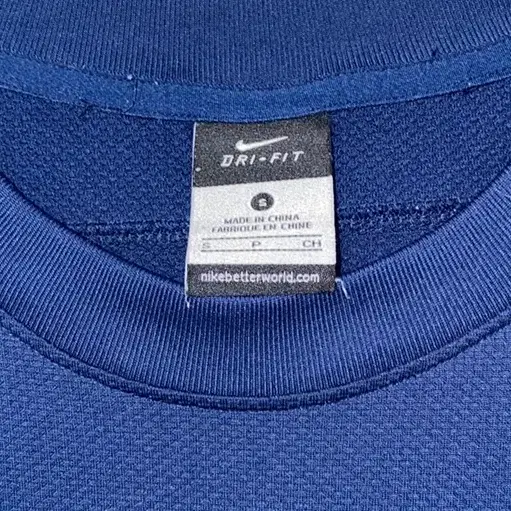 DRI-FIT
S
MADE IN CHINA
FABRIQUE EN CHINE
S P CH
nikebetterworld.com